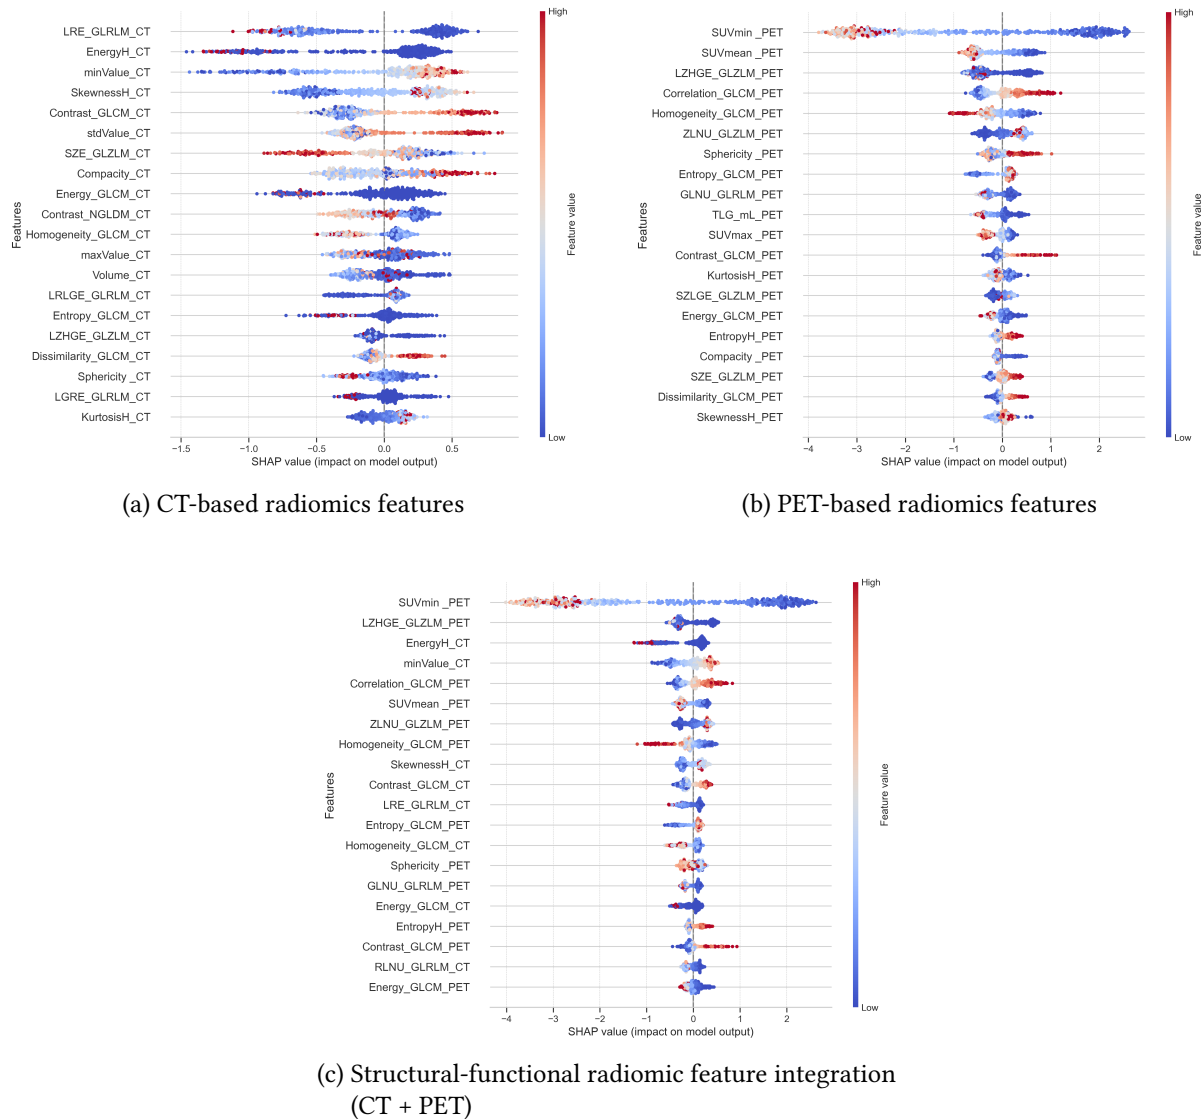 High
LRE_GLRLM_CT
EnergyH_CT
minValue_CT
SkewnessH_CT
Contrast_GLCM_CT
stdValue_CT
SZE_GLZLM_CT
Compacity_CT
Energy_GLCM_CT
Contrast_NGLDM_CT
Homogeneity_GLCM_CT
maxValue_CT
Volume_CT
LRLGE_GLRLM_CT
Entropy_GLCM_CT
LZHGE_GLZLM_CT
Dissimilarity_GLCM_CT
Sphericity _CT
LGRE_GLRLM_CT
KurtosisH_CT
Features
Feature value
Low
−1.5 −1.0 −0.5 0.0 0.5
SHAP value (impact on model output)
(a) CT-based radiomics features
High
SUVmin _PET
SUVmean _PET
LZHGE_GLZLM_PET
Correlation_GLCM_PET
Homogeneity_GLCM_PET
ZLNU_GLZLM_PET
Sphericity _PET
Entropy_GLCM_PET
GLNU_GLRLM_PET
TLG_mL_PET
SUVmax _PET
Contrast_GLCM_PET
KurtosisH_PET
SZLGE_GLZLM_PET
Energy_GLCM_PET
EntropyH_PET
Compacity _PET
SZE_GLZLM_PET
Dissimilarity_GLCM_PET
SkewnessH_PET
Features
Feature value
Low
−4 −3 −2 −1 0 1 2
SHAP value (impact on model output)
(b) PET-based radiomics features
High
SUVmin _PET
LZHGE_GLZLM_PET
EnergyH_CT
minValue_CT
Correlation_GLCM_PET
SUVmean _PET
ZLNU_GLZLM_PET
Homogeneity_GLCM_PET
SkewnessH_CT
Contrast_GLCM_CT
LRE_GLRLM_CT
Entropy_GLCM_PET
Homogeneity_GLCM_CT
Sphericity _PET
GLNU_GLRLM_PET
Energy_GLCM_CT
EntropyH_PET
Contrast_GLCM_PET
RLNU_GLRLM_CT
Energy_GLCM_PET
Features
Feature value
Low
−4 −3 −2 −1 0 1 2
SHAP value (impact on model output)
(c) Structural-functional radiomic feature integration
(CT + PET)